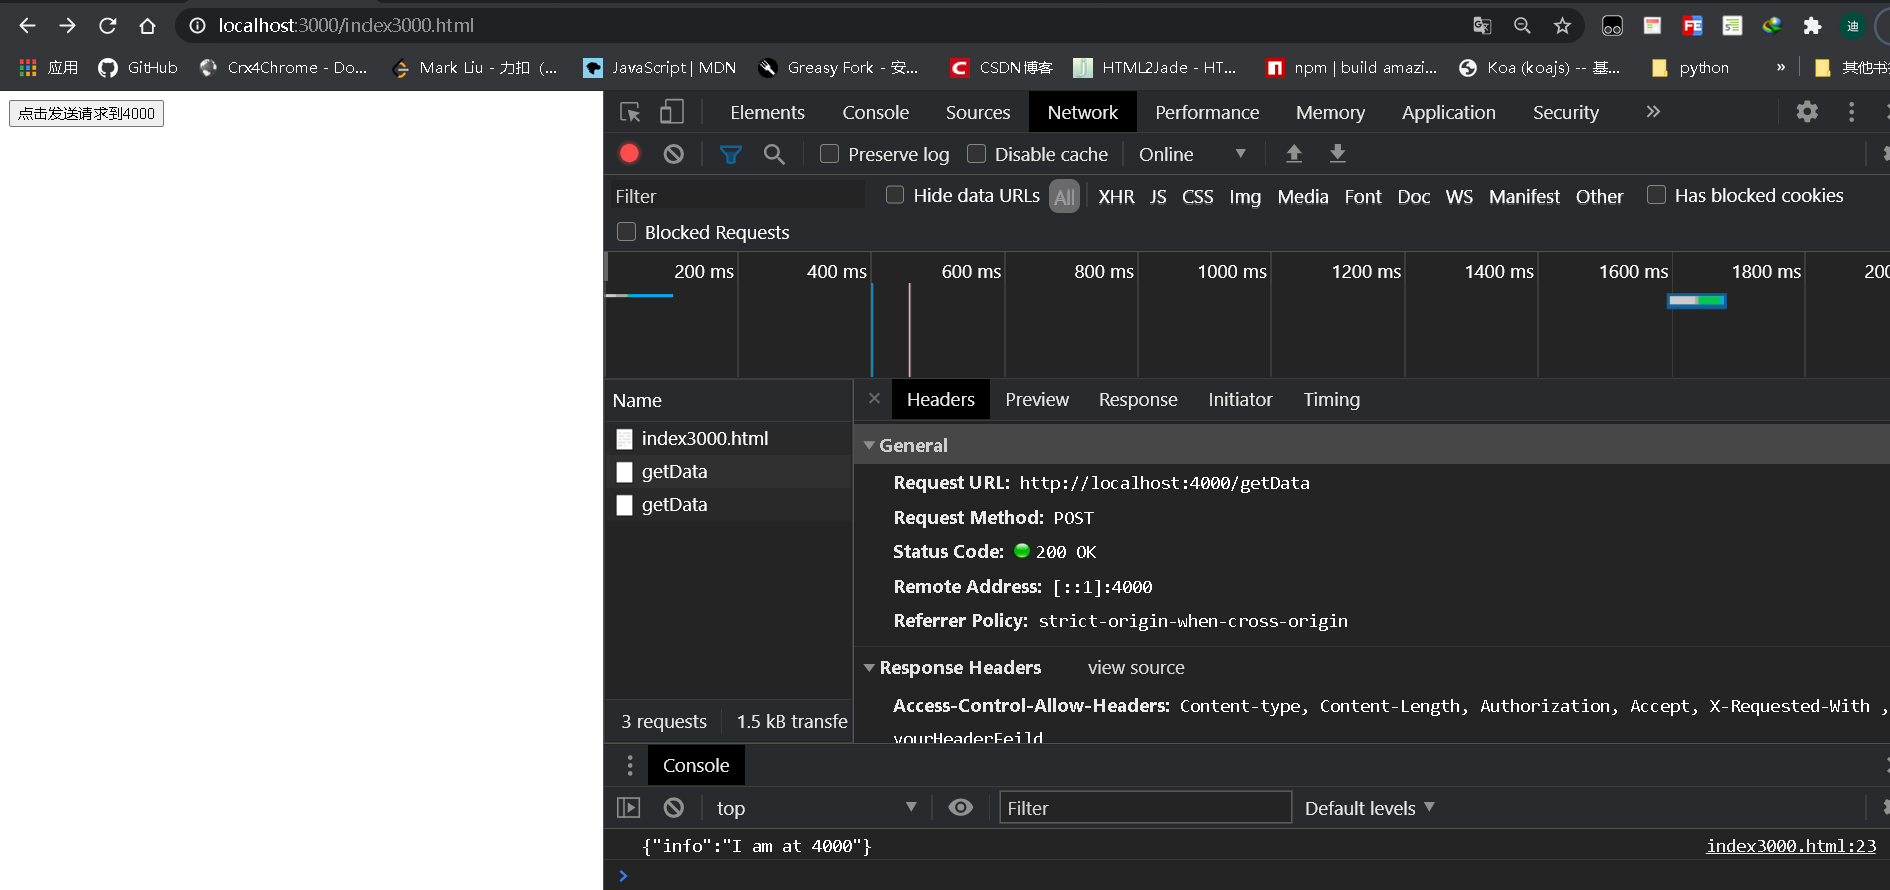 localhost:3000/index3000.html 迪
应用 GitHub Crx4Chrome - Do... Mark Liu - 力扣 (... JavaScript | MDN Greasy Fork - 安... CSDN博客 HTML2Jade - HT... npm | build amazi... Koa (koajs) -- 基... python » 其他书
点击发送请求到4000
Elements Console Sources Network Performance Memory Application Security
Preserve log Disable cache Online
Filter Hide data URLs All XHR JS CSS Img Media Font Doc WS Manifest Other Has blocked cookies
Blocked Requests
200 ms 400 ms 600 ms 800 ms 1000 ms 1200 ms 1400 ms 1600 ms 1800 ms 200
Name
index3000.html
getData
getData
3 requests 1.5 kB transfe
Headers Preview Response Initiator Timing
General
Request URL: http://localhost:4000/getData
Request Method: POST
Status Code: 200 OK
Remote Address: [::1]:4000
Referrer Policy: strict-origin-when-cross-origin
Response Headers view source
Access-Control-Allow-Headers: Content-type, Content-Length, Authorization, Accept, X-Requested-With ,
yourHeaderFeild
Console
top Filter Default levels
{"info":"I am at 4000"} index3000.html:23